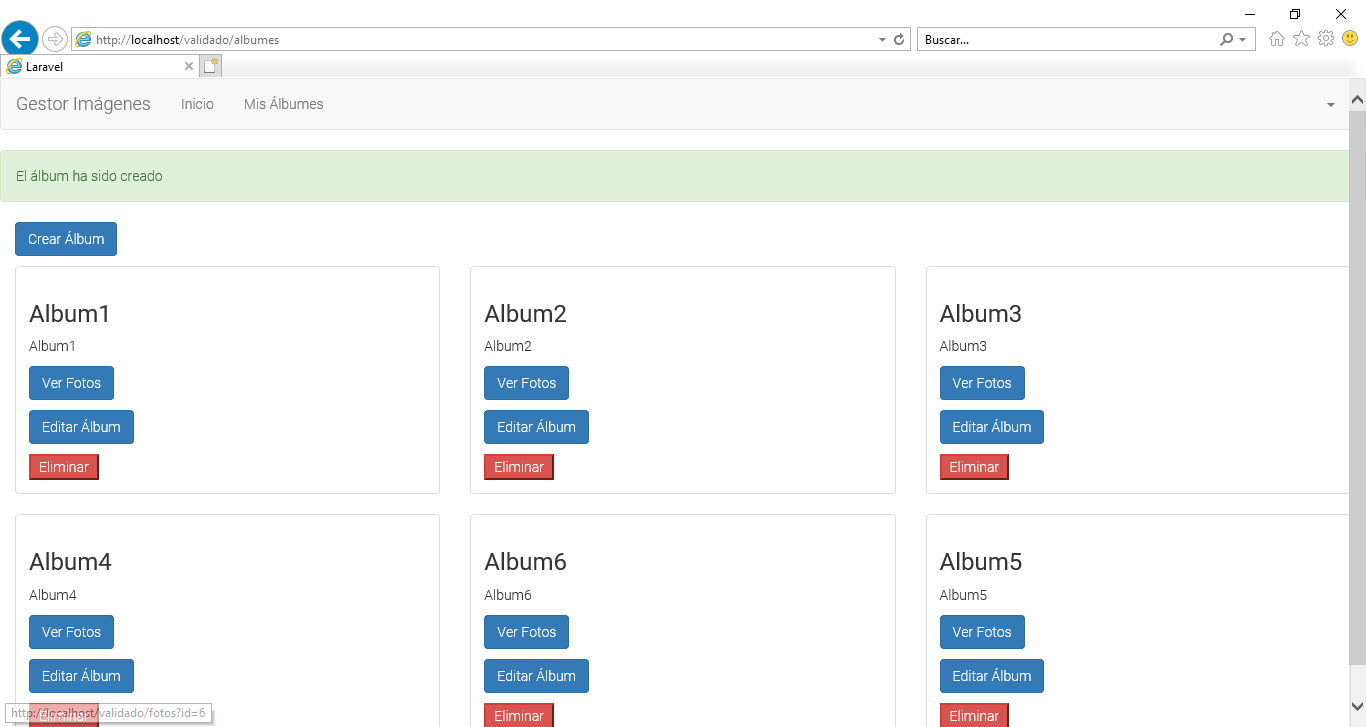 http://localhost/validado/albumes
Buscar...
Laravel
Gestor Imágenes Inicio Mis Álbumes
El álbum ha sido creado
Crear Álbum
Album1 Album2 Album3
Album1 Album2 Album3
Ver Fotos Ver Fotos Ver Fotos
Editar Álbum Editar Álbum Editar Álbum
Eliminar Eliminar Eliminar
Album4 Album6 Album5
Album4 Album6 Album5
Ver Fotos Ver Fotos Ver Fotos
Editar Álbum Editar Álbum Editar Álbum
Eliminar Eliminar Eliminar
http://localhost/validado/fotos?id=6